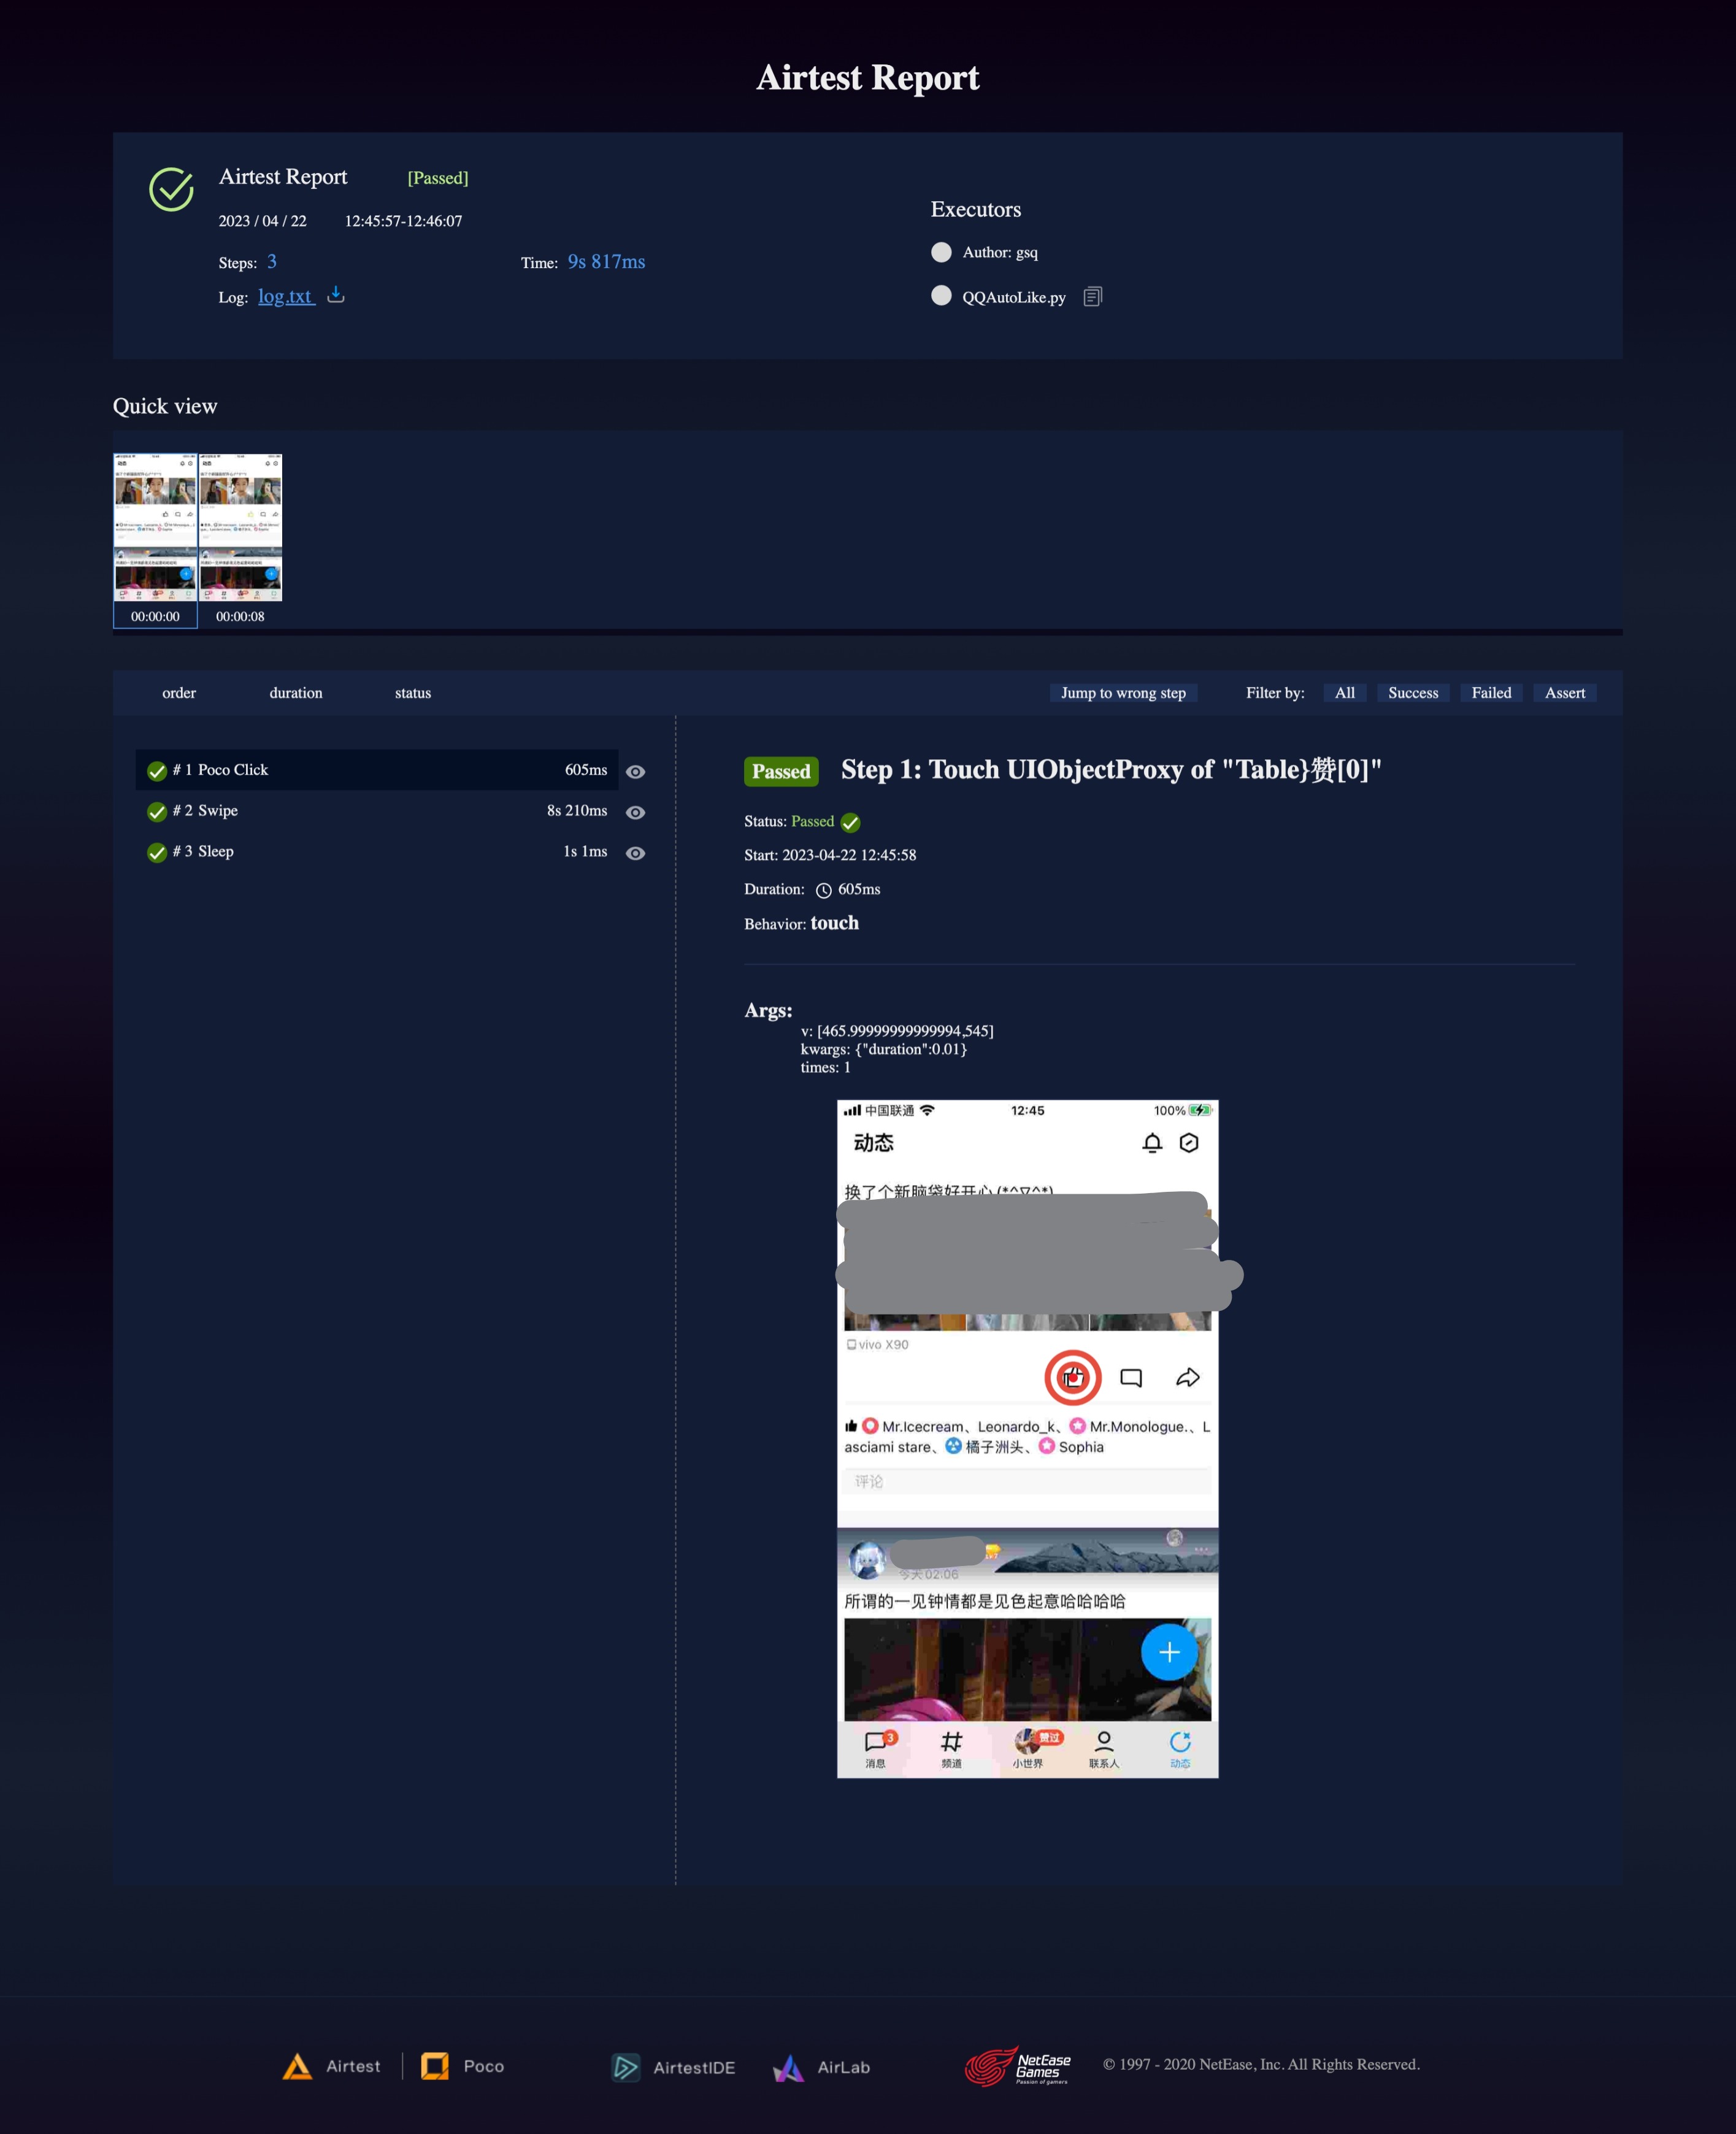 Airtest Report
Airtest Report [Passed]
2023 / 04 / 22 12:45:57-12:46:07
Steps: 3 Time: 9s 817ms
Log: log.txt
Executors
Author: gsq
QQAutoLike.py
Quick view
00:00:00 00:00:08
order duration status Jump to wrong step Filter by: All Success Failed Assert
# 1 Poco Click 605ms
# 2 Swipe 8s 210ms
# 3 Sleep 1s 1ms
Passed Step 1: Touch UIObjectProxy of "Table}赞[0]"
Status: Passed
Start: 2023-04-22 12:45:58
Duration: 605ms
Behavior: touch
Args:
v: [465.99999999999994,545]
kwargs: {"duration":0.01}
times: 1
中国联通 12:45 100%
动态
换了个新脑袋好开心 (*^▽^*)
vivo X90
Mr.Icecream、Leonardo_k、Mr.Monologue.、L
asciami stare、橘子洲头、Sophia
评论
今天 02:06
所谓的一见钟情都是见色起意哈哈哈哈
3 赞过
消息 频道 小世界 联系人 动态
Airtest Poco AirtestIDE AirLab NetEase Games Passion of gamers © 1997 - 2020 NetEase, Inc. All Rights Reserved.